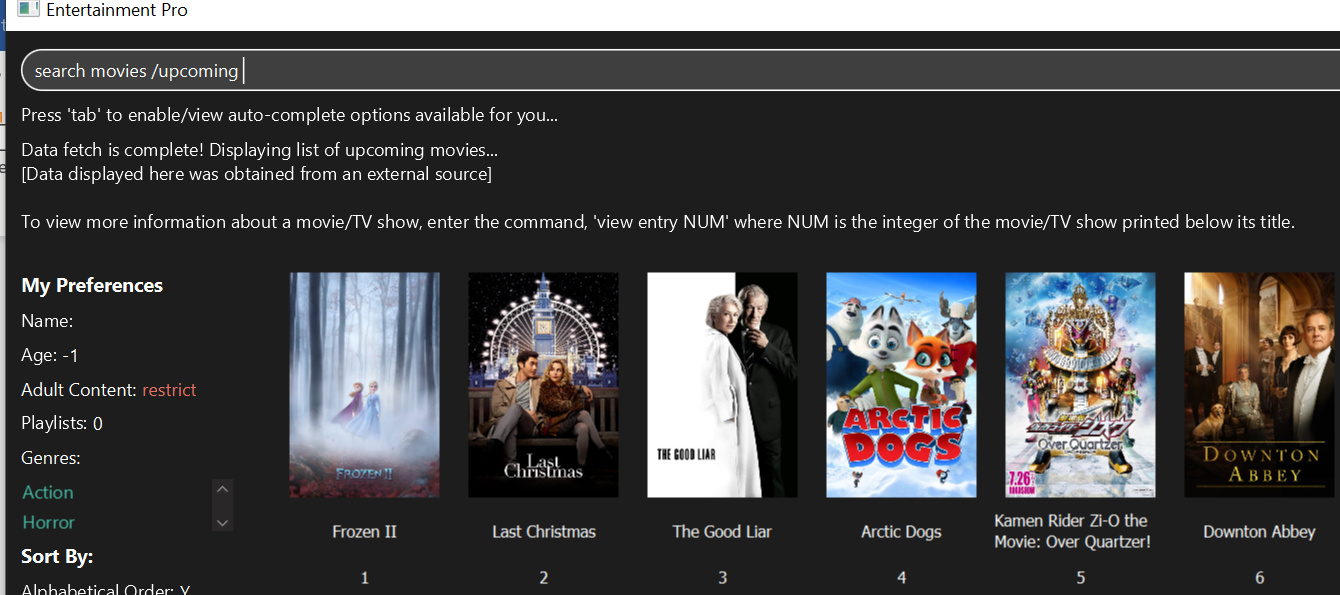 Entertainment Pro
search movies /upcoming
Press 'tab' to enable/view auto-complete options available for you...
Data fetch is complete! Displaying list of upcoming movies...
[Data displayed here was obtained from an external source]
To view more information about a movie/TV show, enter the command, 'view entry NUM' where NUM is the integer of the movie/TV show printed below its title.
My Preferences
Name:
Age: -1
Adult Content: restrict
Playlists: 0
Genres:
Action
Horror
Sort By:
Alphabetical Order: Y
FROZEN II
Last
Christmas
THE GOOD LIAR
ARCTIC
DOGS
Over Quartzer
7.26
DOWNTON
ABBEY
Frozen II
Last Christmas
The Good Liar
Arctic Dogs
Kamen Rider Zi-O the
Movie: Over Quartzer!
Downton Abbey
1
2
3
4
5
6